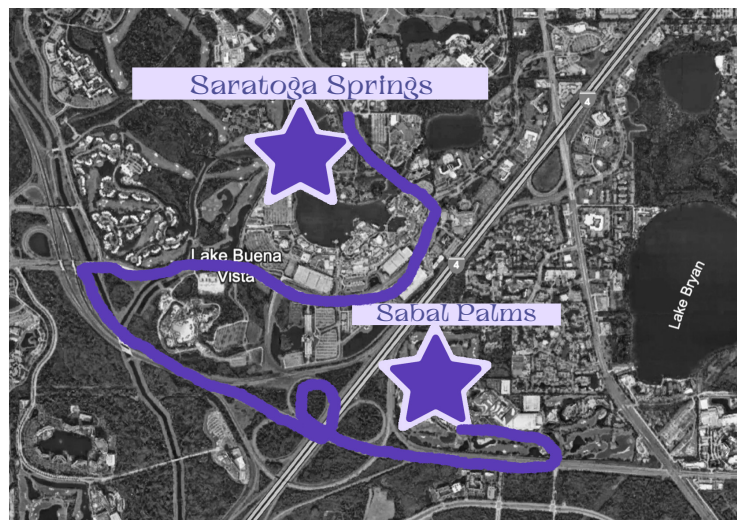 Saratoga Springs
4
Lake Buena
Vista
4
Lake Bryan
Sabal Palms